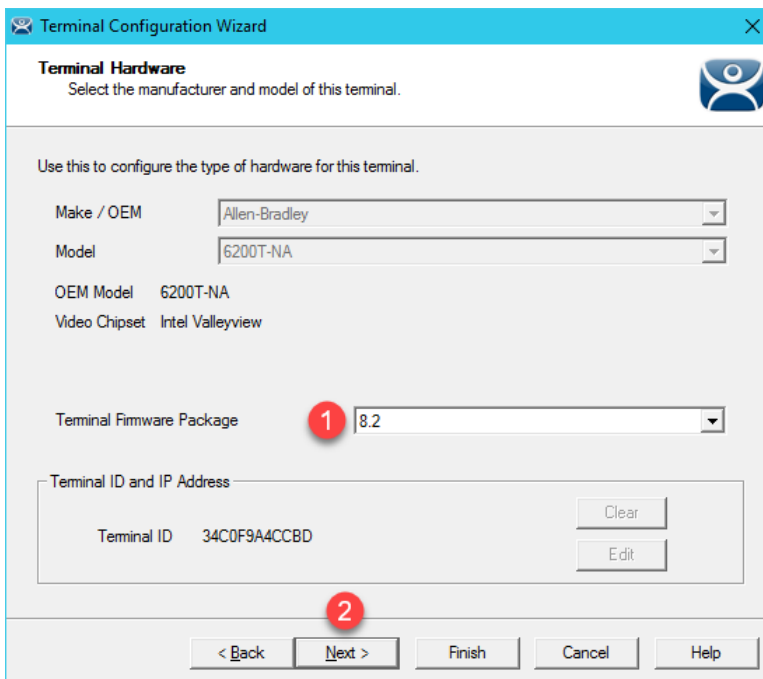 Terminal Configuration Wizard
Terminal Hardware
Select the manufacturer and model of this terminal.
Use this to configure the type of hardware for this terminal.
Make / OEM Allen-Bradley
Model 6200T-NA
OEM Model 6200T-NA
Video Chipset Intel Valleyview
Terminal Firmware Package 1 8.2
Terminal ID and IP Address
Clear
Terminal ID 34C0F9A4CCBD
Edit
2
< Back Next > Finish Cancel Help